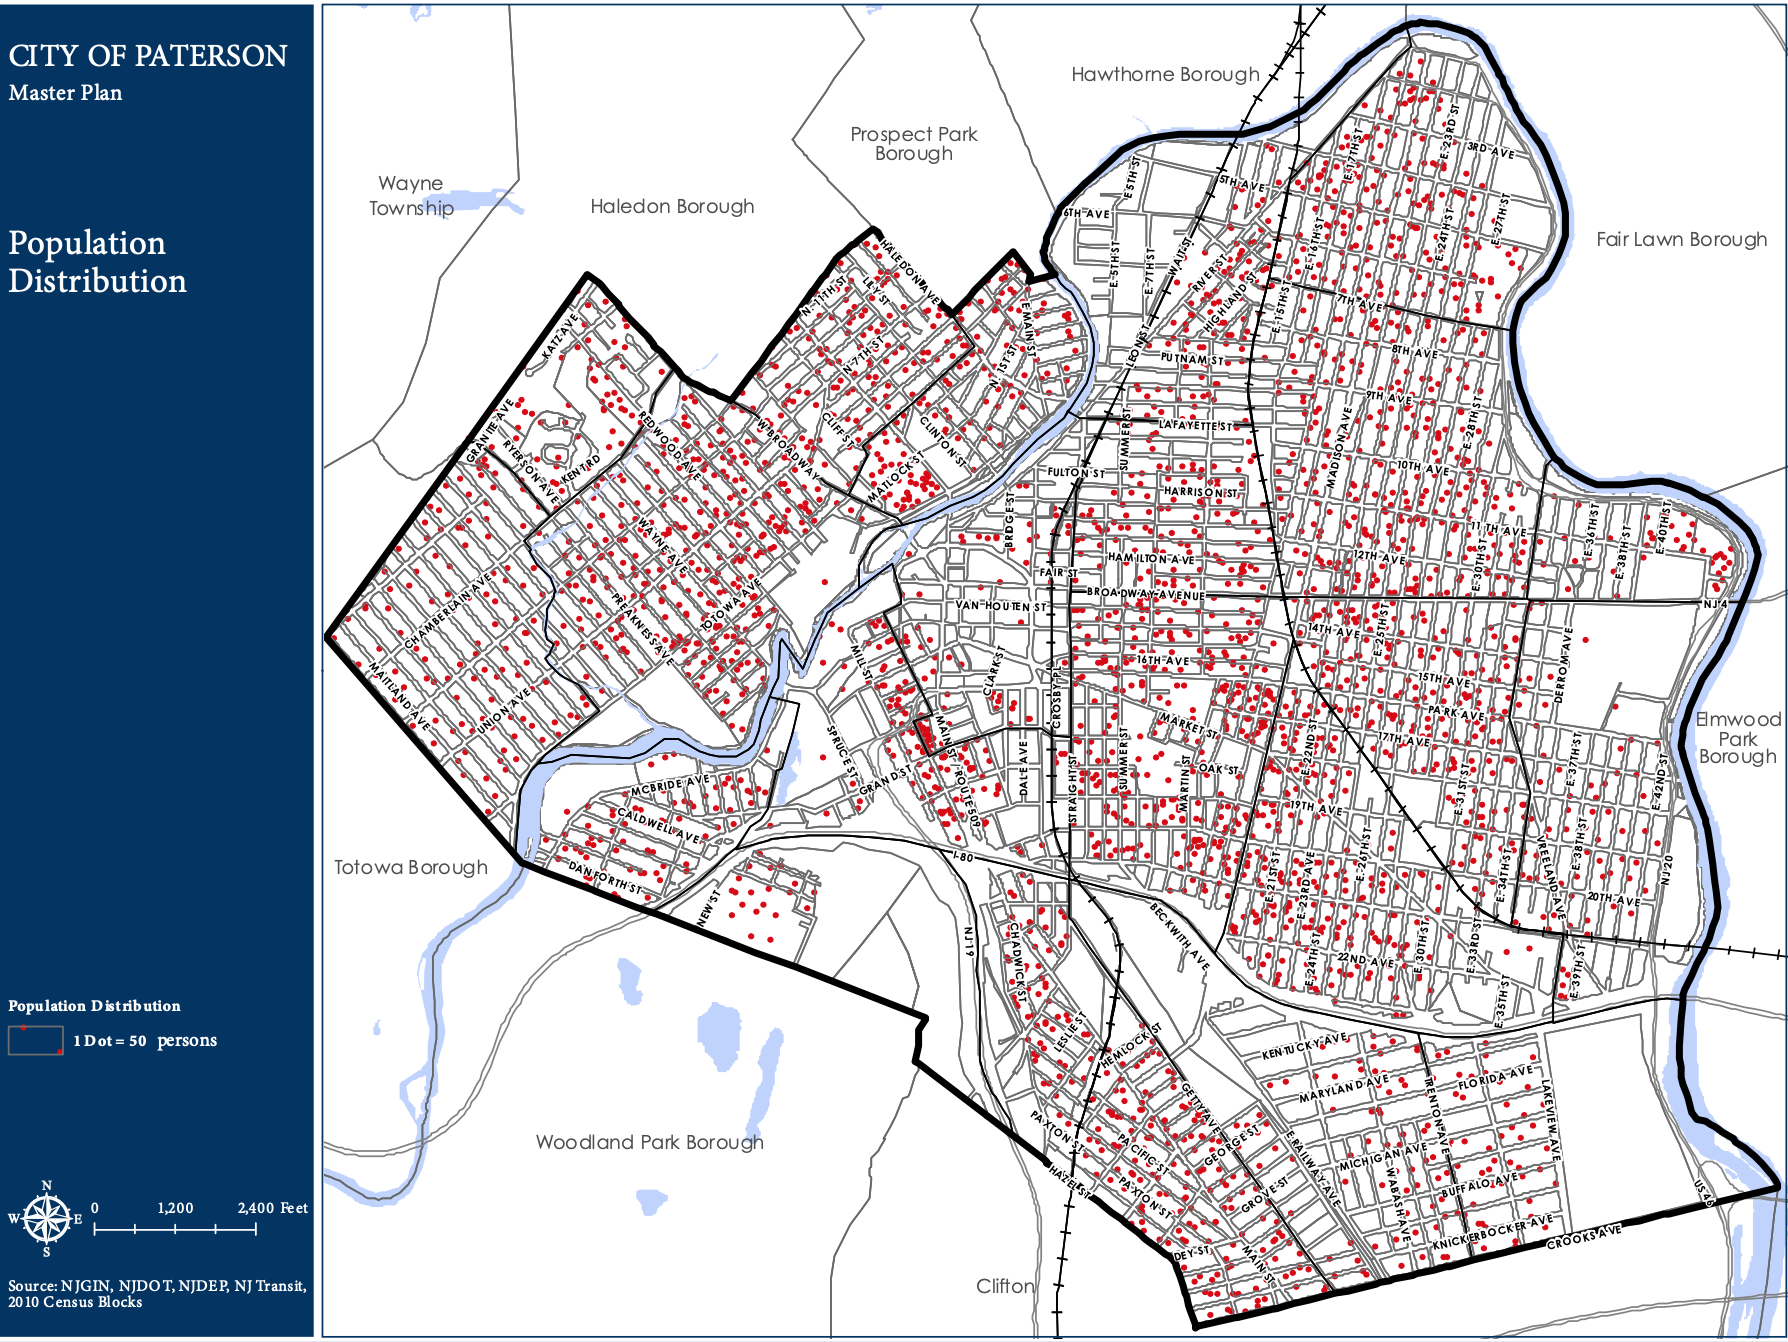 CITY OF PATERSON
Master Plan
Population
Distribution
Population Distribution
1 Dot = 50 persons
N
W
E
S
0
1,200
2,400 Feet
Source: NJGIN, NJDOT, NJDEP, NJ Transit,
2010 Census Blocks
Hawthorne Borough
Prospect Park
Borough
Wayne
Township
Haledon Borough
Fair Lawn Borough
Elmwood
Park
Borough
Totowa Borough
Woodland Park Borough
Clifton
HALEDON AVE
N 11TH ST
LILY ST
N 7TH ST
E MAIN ST
N 1ST ST
KATZ AVE
GRANITE AVE
RYERSON AVE
KENT RD
REDWOOD AVE
W BROADWAY
CLIFF ST
CLINTON ST
MATLOCK ST
WAYNE AVE
PREAKNESS AVE
TOTOWA AVE
CHAMBERLAIN AVE
MAITLAND AVE
UNION AVE
E 5TH ST
6TH AVE
5TH AVE
E 5TH ST
E 7TH ST
WAIT ST
RIVER ST
HIGHLAND ST
LEON ST
PUTNAM ST
E 17TH ST
E 23RD ST
3RD AVE
E 16TH ST
E 24TH ST
E 27TH ST
E 15TH ST
7TH AVE
8TH AVE
9TH AVE
MADISON AVE
E 28TH ST
10TH AVE
LAFAYETTE ST
SUMMER ST
FULTON ST
HARRISON ST
BRIDGE ST
HAMILTON AVE
FAIR ST
BROADWAY AVENUE
VAN HOUTEN ST
11TH AVE
12TH AVE
E 30TH ST
E 36TH ST
E 38TH ST
E 40TH ST
NJ 4
14TH AVE
E 25TH ST
15TH AVE
16TH AVE
DERROM AVE
PARK AVE
17TH AVE
MILL ST
CLARK ST
CROSBY PL
MAIN ST / ROUTE 509
MARKET ST
SUMMER ST
MARTIN ST
OAK ST
E 22ND ST
19TH AVE
E 31ST ST
E 37TH ST
E 42ND ST
SPRUCE ST
GRAND ST
DALE AVE
STRAIGHT ST
MCBRIDE AVE
CALDWELL AVE
DANFORTH ST
NEW ST
I-80
NJ 19
E 21ST ST
E 23RD AVE
E 26TH ST
E 34TH ST
VREELAND AVE
E 38TH ST
NJ 20
20TH AVE
BECKWITH AVE
CHADWICK ST
E 24TH ST
22ND AVE
E 30TH ST
E 33RD ST
E 35TH ST
E 39TH ST
LESLIE ST
HEMLOCK ST
KENTUCKY AVE
MARYLAND AVE
FLORIDA AVE
TRENTON AVE
LAKEVIEW AVE
GETTY AVE
GEORGE ST
PAXTON ST
PACIFIC ST
HAZEL ST
PAXTON ST
GROVE ST
E RAILWAY AVE
MICHIGAN AVE
WABASH AVE
BUFFALO AVE
US 46
DEY ST
MAIN ST
KNICKERBOCKER AVE
CROOKS AVE